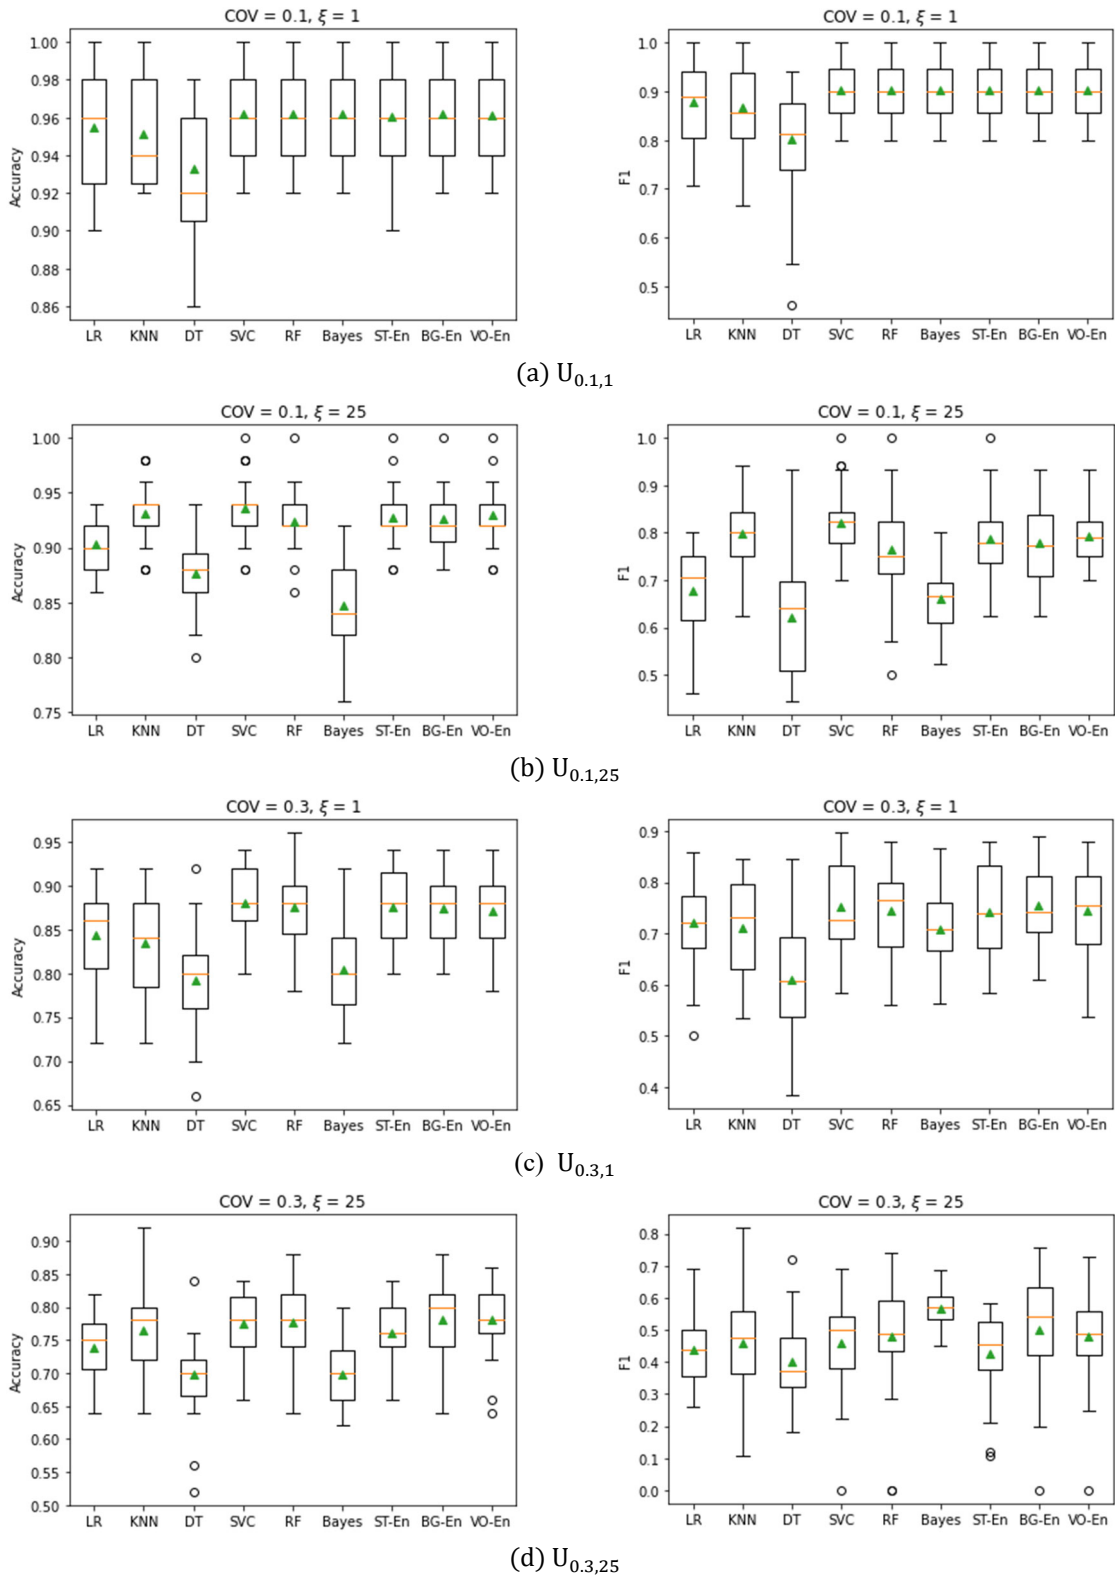 COV = 0.1, ξ = 1
COV = 0.1, ξ = 1
1.00
0.98
0.96
0.94
0.92
0.90
0.88
0.86
Accuracy
LR KNN DT SVC RF Bayes ST-En BG-En VO-En
1.0
0.9
0.8
0.7
0.6
0.5
F1
LR KNN DT SVC RF Bayes ST-En BG-En VO-En
(a) U0.1,1
COV = 0.1, ξ = 25
COV = 0.1, ξ = 25
1.00
0.95
0.90
0.85
0.80
0.75
Accuracy
LR KNN DT SVC RF Bayes ST-En BG-En VO-En
1.0
0.9
0.8
0.7
0.6
0.5
F1
LR KNN DT SVC RF Bayes ST-En BG-En VO-En
(b) U0.1,25
COV = 0.3, ξ = 1
COV = 0.3, ξ = 1
0.95
0.90
0.85
0.80
0.75
0.70
0.65
Accuracy
LR KNN DT SVC RF Bayes ST-En BG-En VO-En
0.9
0.8
0.7
0.6
0.5
0.4
F1
LR KNN DT SVC RF Bayes ST-En BG-En VO-En
(c) U0.3,1
COV = 0.3, ξ = 25
COV = 0.3, ξ = 25
0.90
0.85
0.80
0.75
0.70
0.65
0.60
0.55
0.50
Accuracy
LR KNN DT SVC RF Bayes ST-En BG-En VO-En
0.8
0.7
0.6
0.5
0.4
0.3
0.2
0.1
0.0
F1
LR KNN DT SVC RF Bayes ST-En BG-En VO-En
(d) U0.3,25